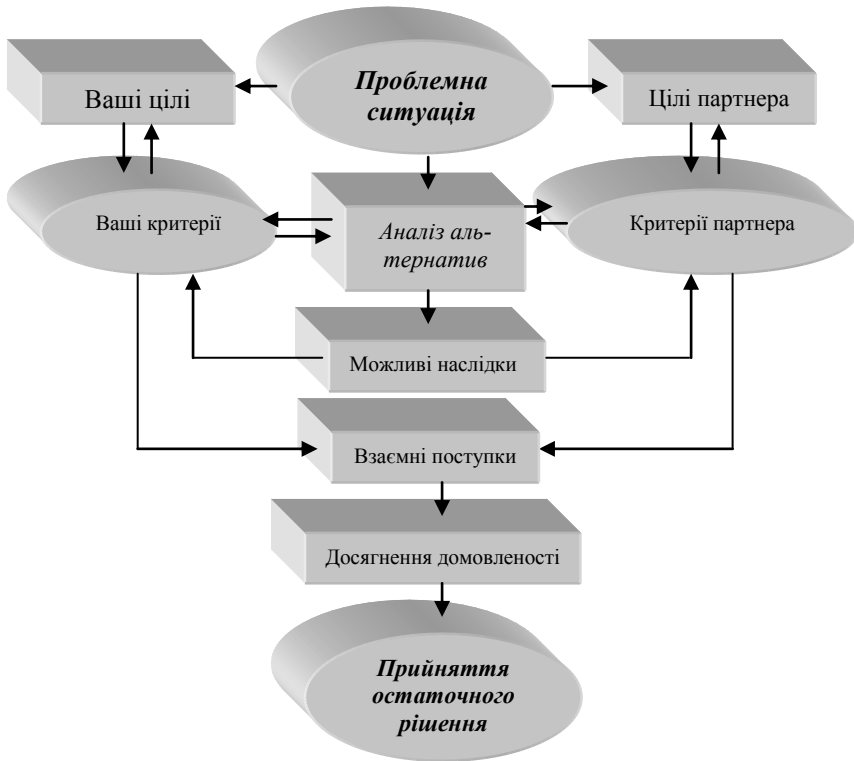 Проблемна
ситуація
Ваші цілі
Цілі партнера
Ваші критерії
Аналіз аль-
тернатив
Критерії партнера
Можливі наслідки
Взаємні поступки
Досягнення домовленості
Прийняття
остаточного
рішення